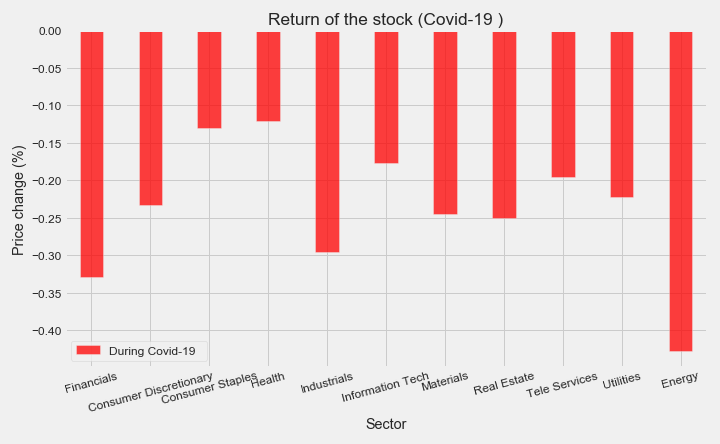 Return of the stock (Covid-19 )
Price change (%)
0.00
−0.05
−0.10
−0.15
−0.20
−0.25
−0.30
−0.35
−0.40
During Covid-19
Financials
Consumer Discretionary
Consumer Staples
Health
Industrials
Information Tech
Materials
Real Estate
Tele Services
Utilities
Energy
Sector